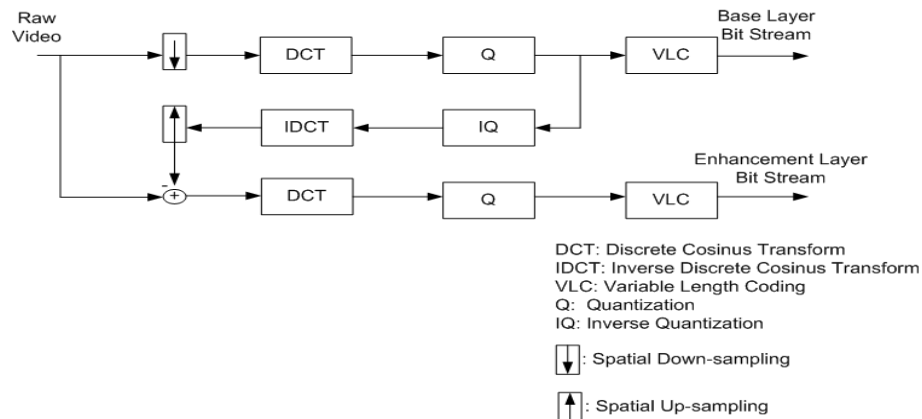 Raw
Video
Base Layer
Bit Stream
DCT
Q
VLC
IDCT
IQ
Enhancement Layer
Bit Stream
-
+
DCT
Q
VLC
DCT: Discrete Cosinus Transform
IDCT: Inverse Discrete Cosinus Transform
VLC: Variable Length Coding
Q: Quantization
IQ: Inverse Quantization
: Spatial Down-sampling
: Spatial Up-sampling